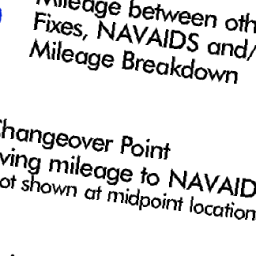 Mileage between oth
Fixes, NAVAIDS and/
Mileage Breakdown
Changeover Point
ving mileage to NAVAID
ot shown at midpoint location